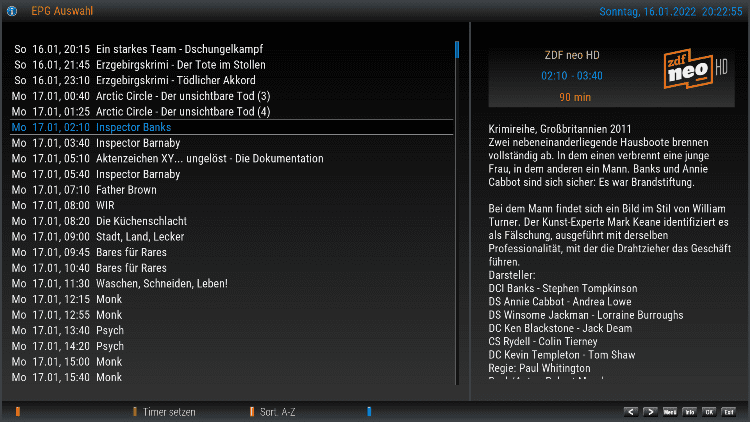 EPG Auswahl
Sonntag, 16.01.2022 20:22:55
So 16.01, 20:15 Ein starkes Team - Dschungelkampf
So 16.01, 21:45 Erzgebirgskrimi - Der Tote im Stollen
So 16.01, 23:10 Erzgebirgskrimi - Tödlicher Akkord
Mo 17.01, 00:40 Arctic Circle - Der unsichtbare Tod (3)
Mo 17.01, 01:25 Arctic Circle - Der unsichtbare Tod (4)
Mo 17.01, 02:10 Inspector Banks
Mo 17.01, 03:40 Inspector Barnaby
Mo 17.01, 05:10 Aktenzeichen XY... ungelöst - Die Dokumentation
Mo 17.01, 05:40 Inspector Barnaby
Mo 17.01, 07:10 Father Brown
Mo 17.01, 08:00 WIR
Mo 17.01, 08:20 Die Küchenschlacht
Mo 17.01, 09:00 Stadt, Land, Lecker
Mo 17.01, 09:45 Bares für Rares
Mo 17.01, 10:40 Bares für Rares
Mo 17.01, 11:30 Waschen, Schneiden, Leben!
Mo 17.01, 12:15 Monk
Mo 17.01, 12:55 Monk
Mo 17.01, 13:40 Psych
Mo 17.01, 14:20 Psych
Mo 17.01, 15:00 Monk
Mo 17.01, 15:40 Monk
ZDF neo HD
02:10 - 03:40
90 min
zdf
neo HD
Krimireihe, Großbritannien 2011
Zwei nebeneinanderliegende Hausboote brennen
vollständig ab. In dem einen verbrennt eine junge
Frau, in dem anderen ein Mann. Banks und Annie
Cabbot sind sich sicher: Es war Brandstiftung.
Bei dem Mann findet sich ein Bild im Stil von William
Turner. Der Kunst-Experte Mark Keane identifiziert es
als Fälschung, ausgeführt mit derselben
Professionalität, mit der die Drahtzieher das Geschäft
führen.
Darsteller:
DCI Banks - Stephen Tompkinson
DS Annie Cabbot - Andrea Lowe
DS Winsome Jackman - Lorraine Burroughs
DC Ken Blackstone - Jack Deam
CS Rydell - Colin Tierney
DC Kevin Templeton - Tom Shaw
Regie: Paul Whitington
Timer setzen
Sort. A-Z
< > Menü Info OK Exit